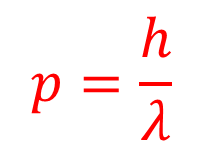 p = h/λ